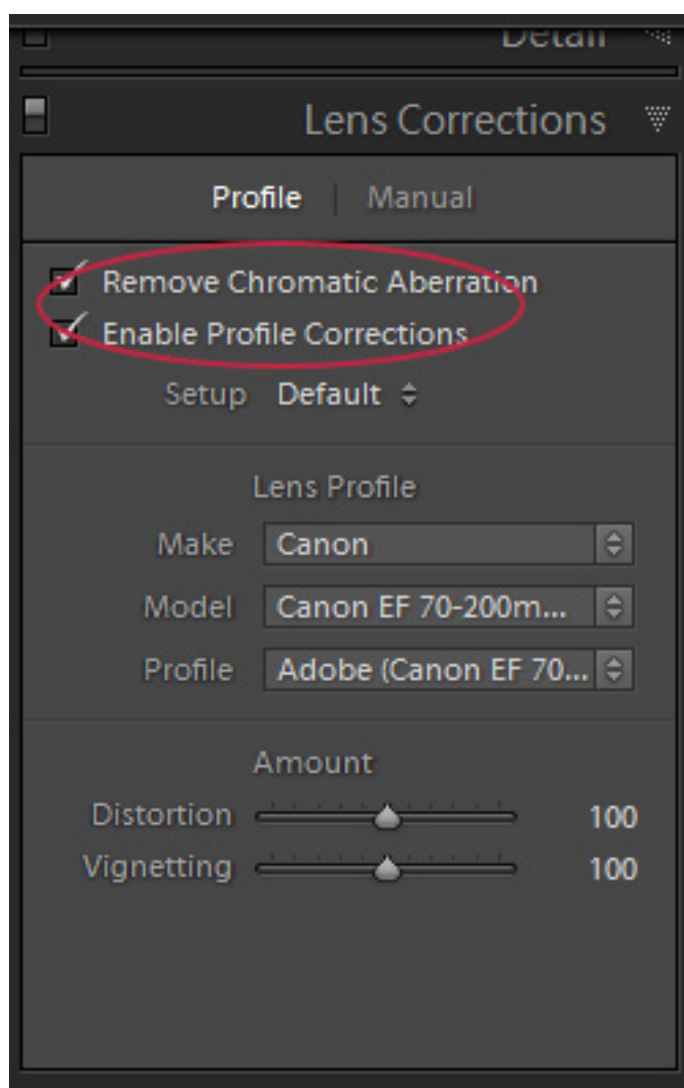 Detail
Lens Corrections
Profile | Manual
Remove Chromatic Aberration
Enable Profile Corrections
Setup Default
Lens Profile
Make Canon
Model Canon EF 70-200m...
Profile Adobe (Canon EF 70...
Amount
Distortion 100
Vignetting 100